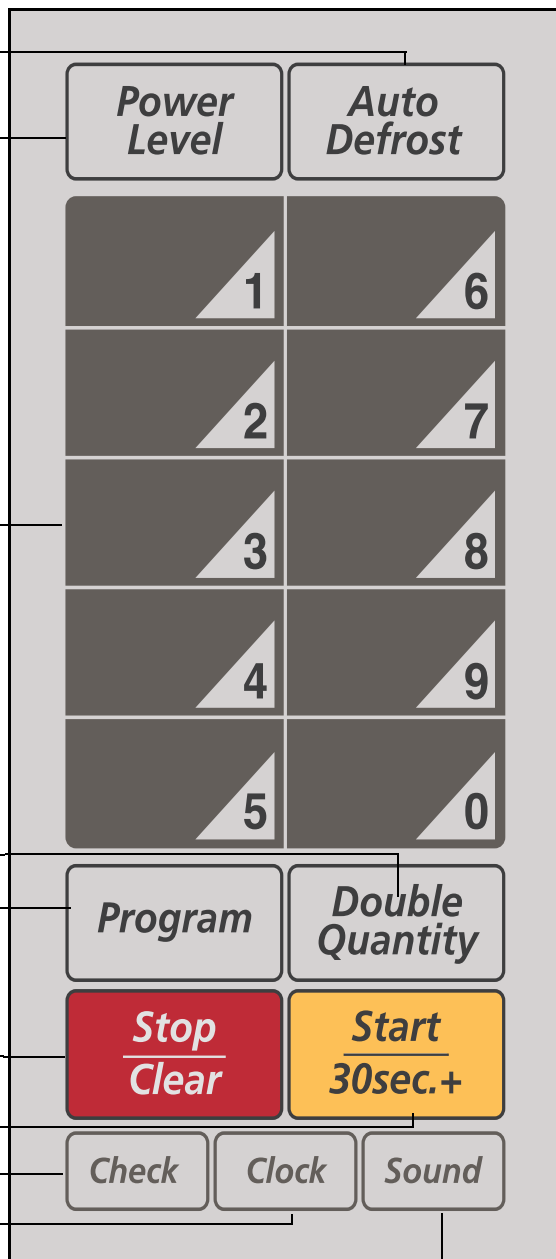 Power
Level
Auto
Defrost
1
6
2
7
3
8
4
9
5
0
Program
Double
Quantity
Stop
Clear
Start
30sec.+
Check
Clock
Sound